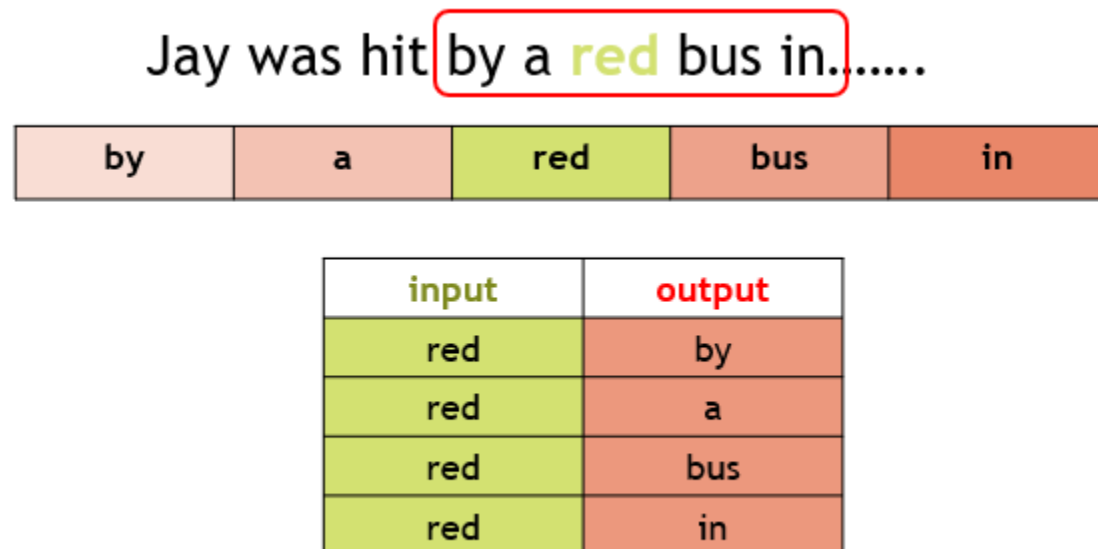 Jay was hit by a red bus in.......
by a red bus in
input output
red by
red a
red bus
red in